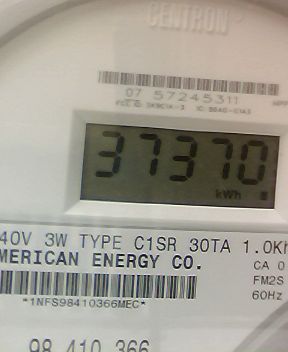 CENTRON
07 57245311
37370
kWh
40V 3W TYPE C1SR 30TA 1.0Kh
MERICAN ENERGY CO.
CA 0
FM2S
60Hz
*1NFS98410366MEC*
98 410 366